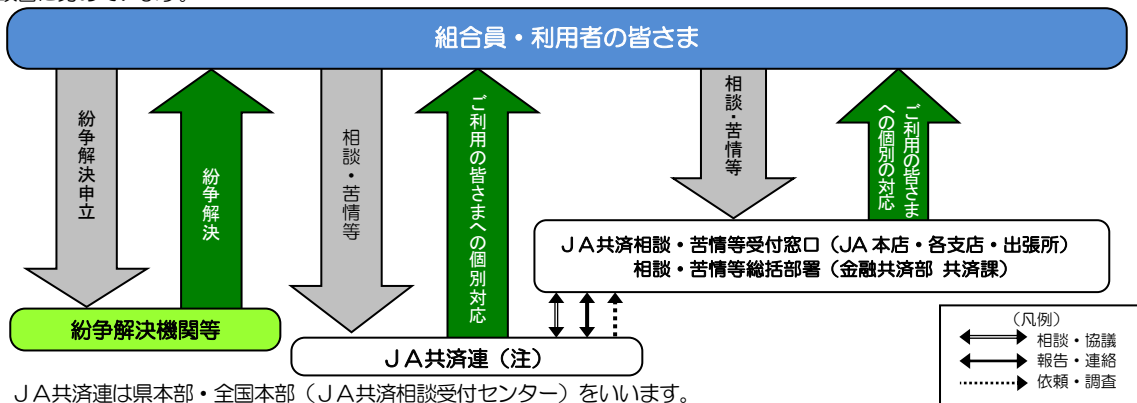 組合員・利用者の皆さま
紛争解決申立
紛争解決
相談・苦情等
ご利用の皆さまへの個別対応
相談・苦情等
ご利用の皆さま
への個別の対応
ＪＡ共済相談・苦情等受付窓口（JA本店・各支店・出張所）
相談・苦情等総括部署（金融共済部 共済課）
紛争解決機関等
ＪＡ共済連（注）
（凡例）
相談・協議
報告・連絡
依頼・調査
ＪＡ共済連は県本部・全国本部（ＪＡ共済相談受付センター）をいいます。